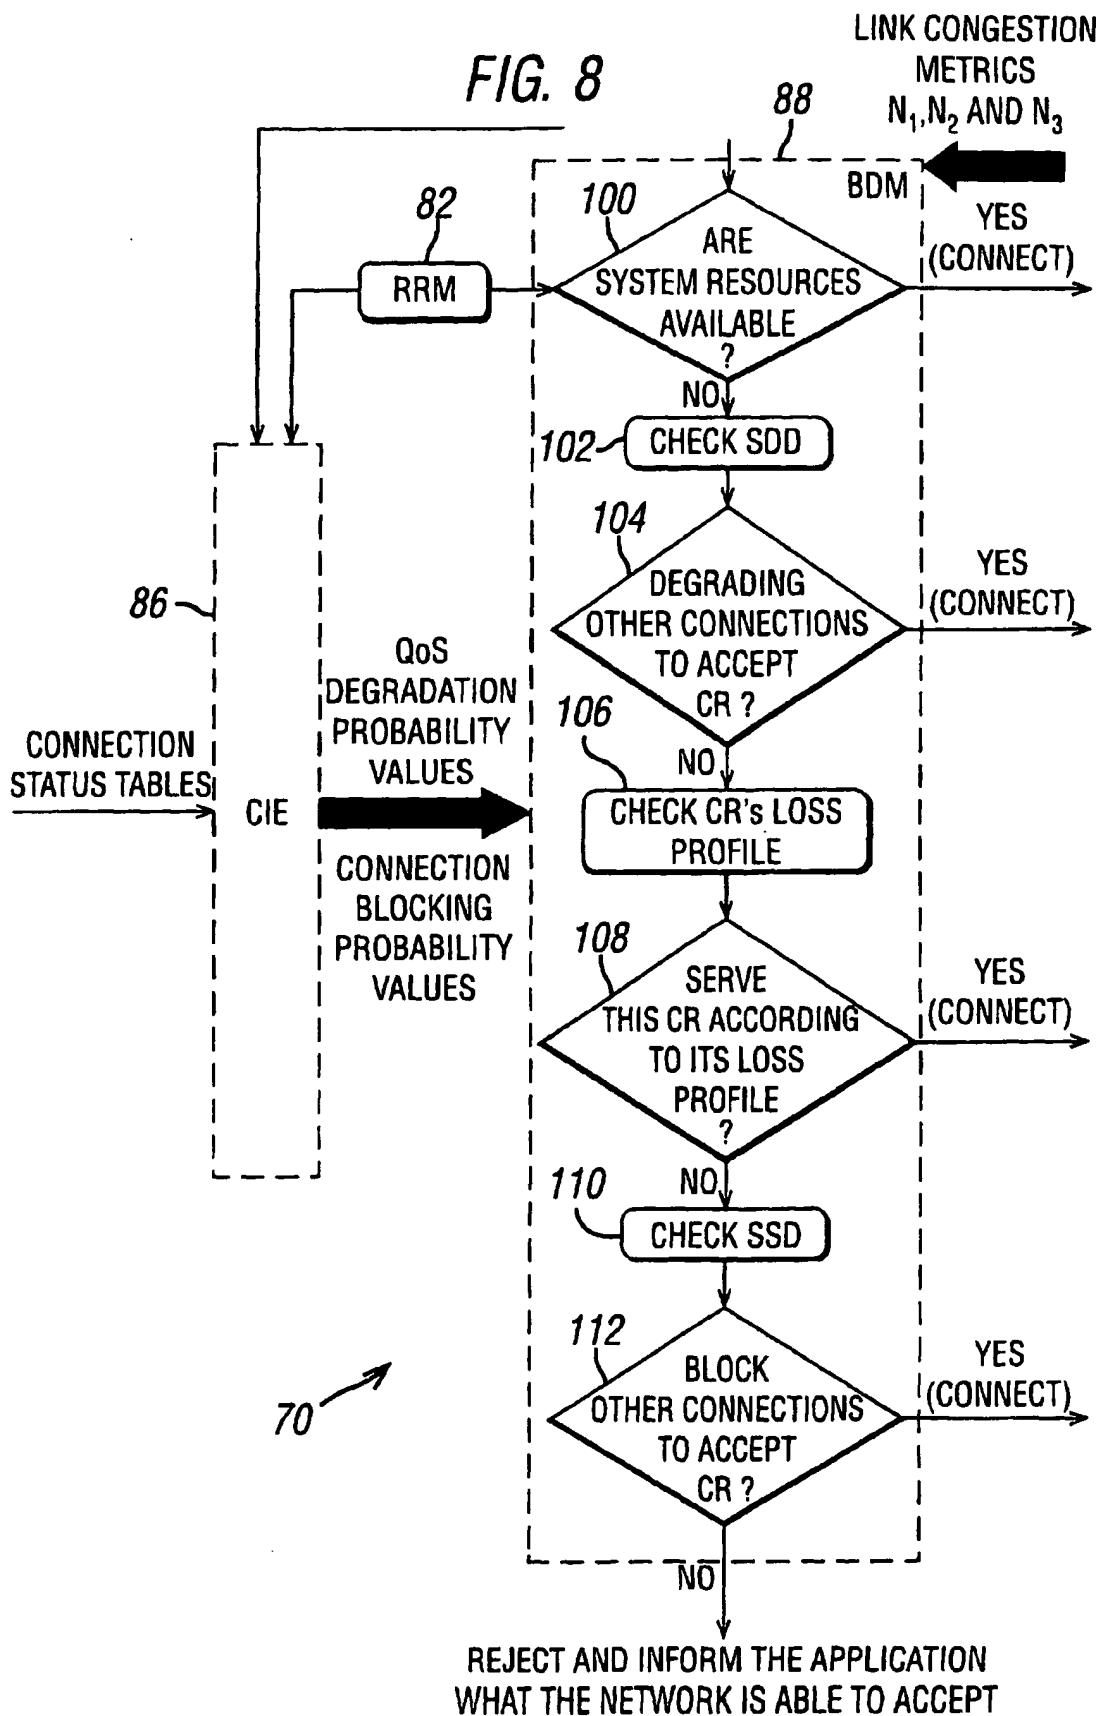 FIG. 8
LINK CONGESTION
METRICS
N1,N2 AND N3
88
BDM
82
RRM
100
ARE
SYSTEM RESOURCES
AVAILABLE
?
YES
(CONNECT)
NO
102
CHECK SDD
104
DEGRADING
OTHER CONNECTIONS
TO ACCEPT
CR ?
YES
(CONNECT)
86
CONNECTION
STATUS TABLES
CIE
QoS
DEGRADATION
PROBABILITY
VALUES
CONNECTION
BLOCKING
PROBABILITY
VALUES
NO
106
CHECK CR's LOSS
PROFILE
108
SERVE
THIS CR ACCORDING
TO ITS LOSS
PROFILE
?
YES
(CONNECT)
NO
110
CHECK SSD
112
BLOCK
OTHER CONNECTIONS
TO ACCEPT
CR ?
YES
(CONNECT)
70
NO
REJECT AND INFORM THE APPLICATION
WHAT THE NETWORK IS ABLE TO ACCEPT